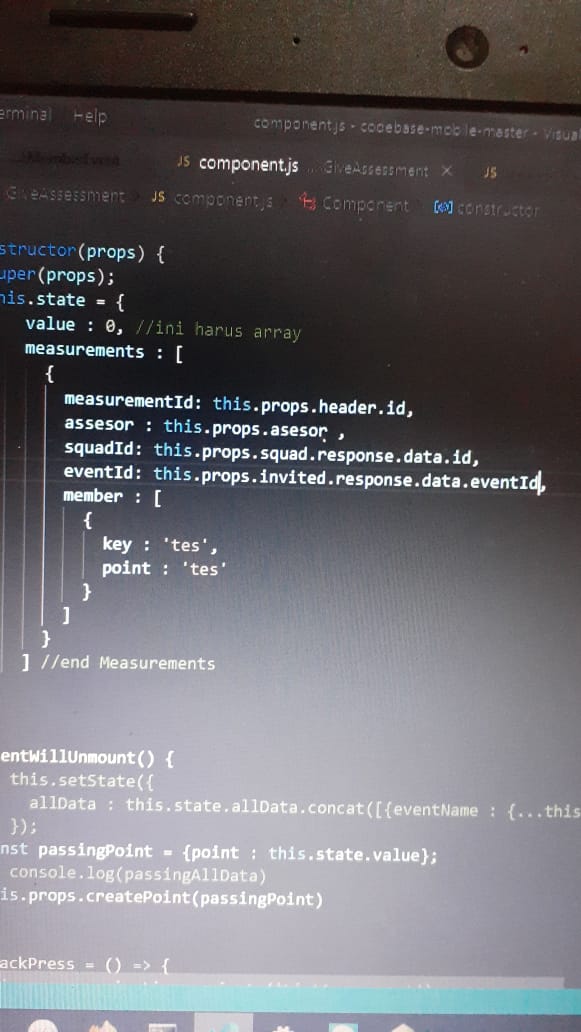 erminal Help component.js - codebase-mobile-master - Visual
JS component.js ... GiveAssessment × JS
GiveAssessment > JS component.js > Component > constructor
structor(props) {
uper(props);
his.state = {
value : 0, //ini harus array
measurements : [
{
measurementId: this.props.header.id,
assesor : this.props.asesor ,
squadId: this.props.squad.response.data.id,
eventId: this.props.invited.response.data.eventId,
member : [
{
key : 'tes',
point : 'tes'
}
]
}
] //end Measurements
entWillUnmount() {
this.setState({
allData : this.state.allData.concat([{eventName : {...this
});
nst passingPoint = {point : this.state.value};
console.log(passingAllData)
is.props.createPoint(passingPoint)
ackPress = () => {